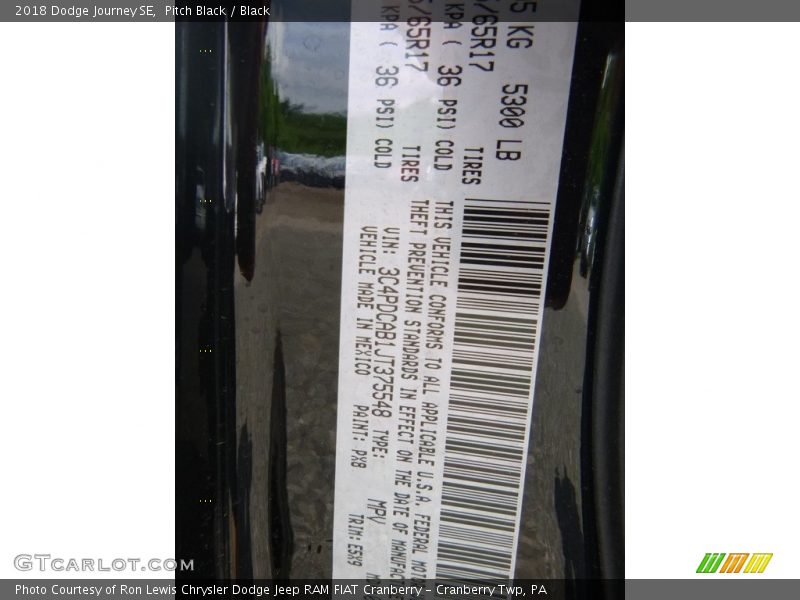 2018 Dodge Journey SE, Pitch Black / Black
5 KG 5300 LB
/65R17 TIRES
KPA ( 36 PSI) COLD
/65R17 TIRES
KPA ( 36 PSI) COLD
THIS VEHICLE CONFORMS TO ALL APPLICABLE U.S.A. FEDERAL
THEFT PREVENTION STANDARDS IN EFFECT ON THE DATE OF
VIN: 3C4PDCAB1JT375548 TYPE: MPV
VEHICLE MADE IN MEXICO PAINT: PX8 TRIM: E5X9
GTCarLot.com
Photo Courtesy of Ron Lewis Chrysler Dodge Jeep RAM FIAT Cranberry – Cranberry Twp, PA